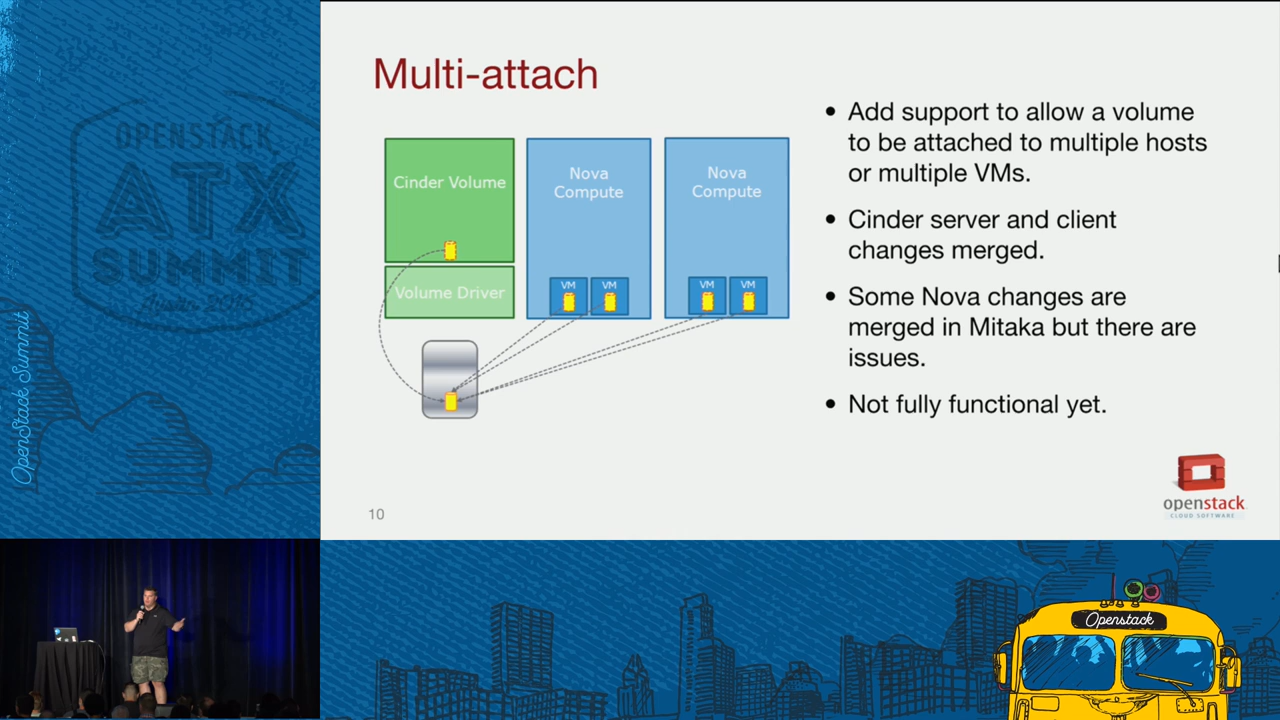 OPENSTACK
ATX
SUMMIT
Austin 2016
OpenStack Summit
Multi-attach
Cinder Volume
Volume Driver
Nova
Compute
VM
VM
Nova
Compute
VM
VM
• Add support to allow a volume
to be attached to multiple hosts
or multiple VMs.
• Cinder server and client
changes merged.
• Some Nova changes are
merged in Mitaka but there are
issues.
• Not fully functional yet.
10
openstack
CLOUD SOFTWARE
Openstack